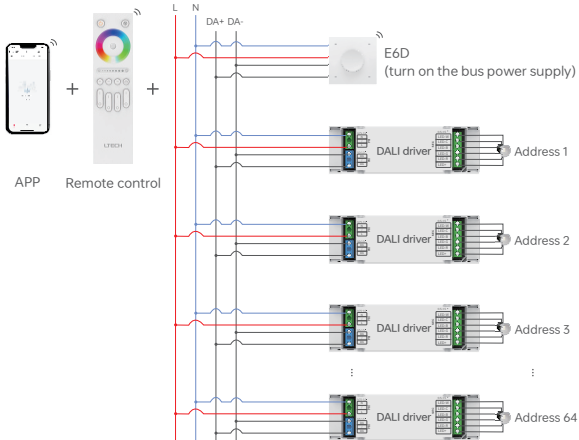 L N
DA+ DA-
E6D
(turn on the bus power supply)
+
+
LTECH
APP
Remote control
DALI driver
Address 1
DALI driver
Address 2
DALI driver
Address 3
DALI driver
Address 64